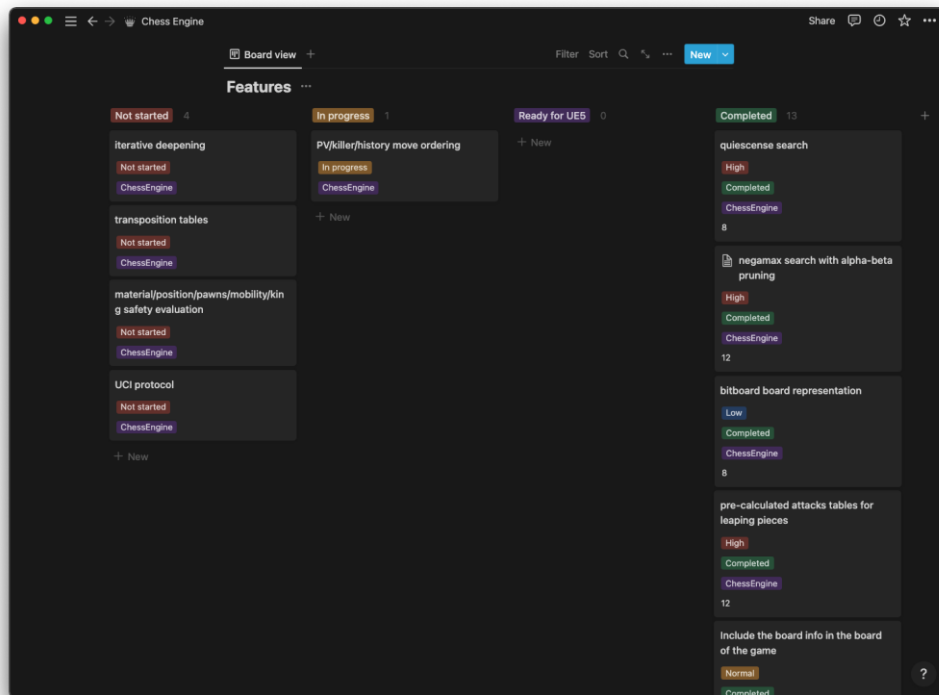 Chess Engine
Share
Board view
Filter Sort
New
Features
Not started 4
iterative deepening
Not started
ChessEngine
transposition tables
Not started
ChessEngine
material/position/pawns/mobility/kin
g safety evaluation
Not started
ChessEngine
UCI protocol
Not started
ChessEngine
+ New
In progress 1
PV/killer/history move ordering
In progress
ChessEngine
+ New
Ready for UE5 0
+ New
Completed 13
quiescense search
High
Completed
ChessEngine
8
negamax search with alpha-beta
pruning
High
Completed
ChessEngine
12
bitboard board representation
Low
Completed
ChessEngine
8
pre-calculated attacks tables for
leaping pieces
High
Completed
ChessEngine
12
Include the board info in the board
of the game
Normal
Completed
?